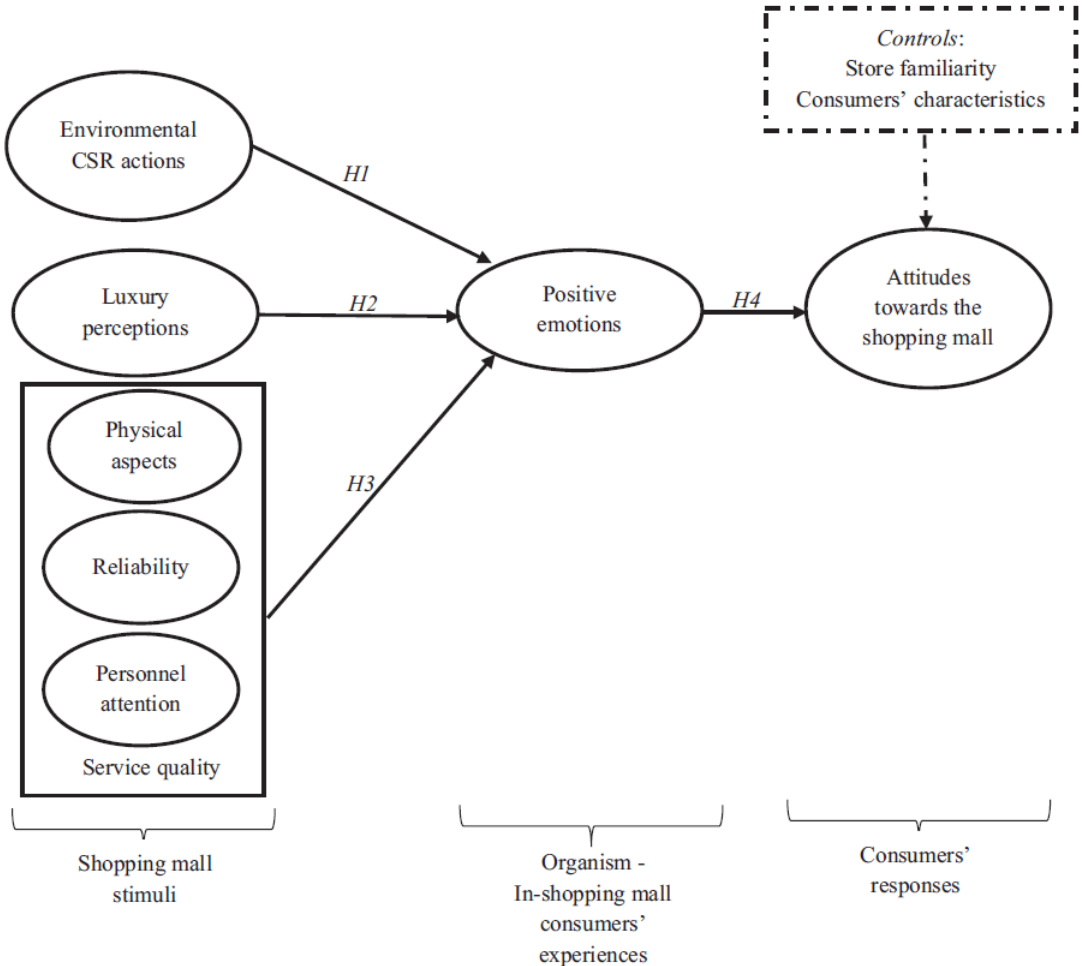 Controls:
Store familiarity
Consumers' characteristics
Environmental
CSR actions
H1
Luxury
perceptions
H2
Positive
emotions
H4
Attitudes
towards the
shopping mall
Physical
aspects
H3
Reliability
Personnel
attention
Service quality
Shopping mall
stimuli
Organism -
In-shopping mall
consumers'
experiences
Consumers'
responses